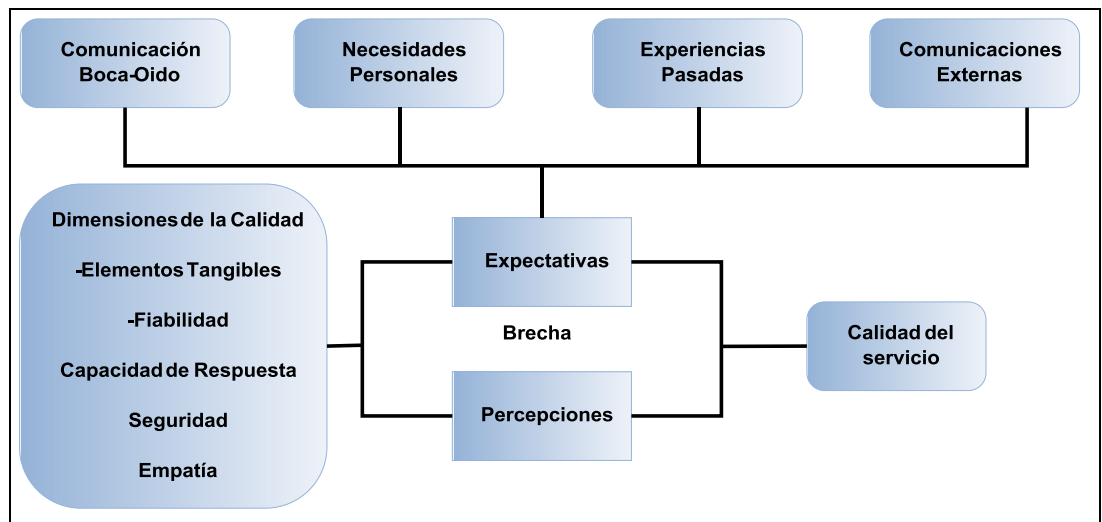 Comunicación
Boca-Oido
Necesidades
Personales
Experiencias
Pasadas
Comunicaciones
Externas
Dimensiones de la Calidad
-Elementos Tangibles
-Fiabilidad
Capacidad de Respuesta
Seguridad
Empatía
Expectativas
Brecha
Percepciones
Calidad del
servicio